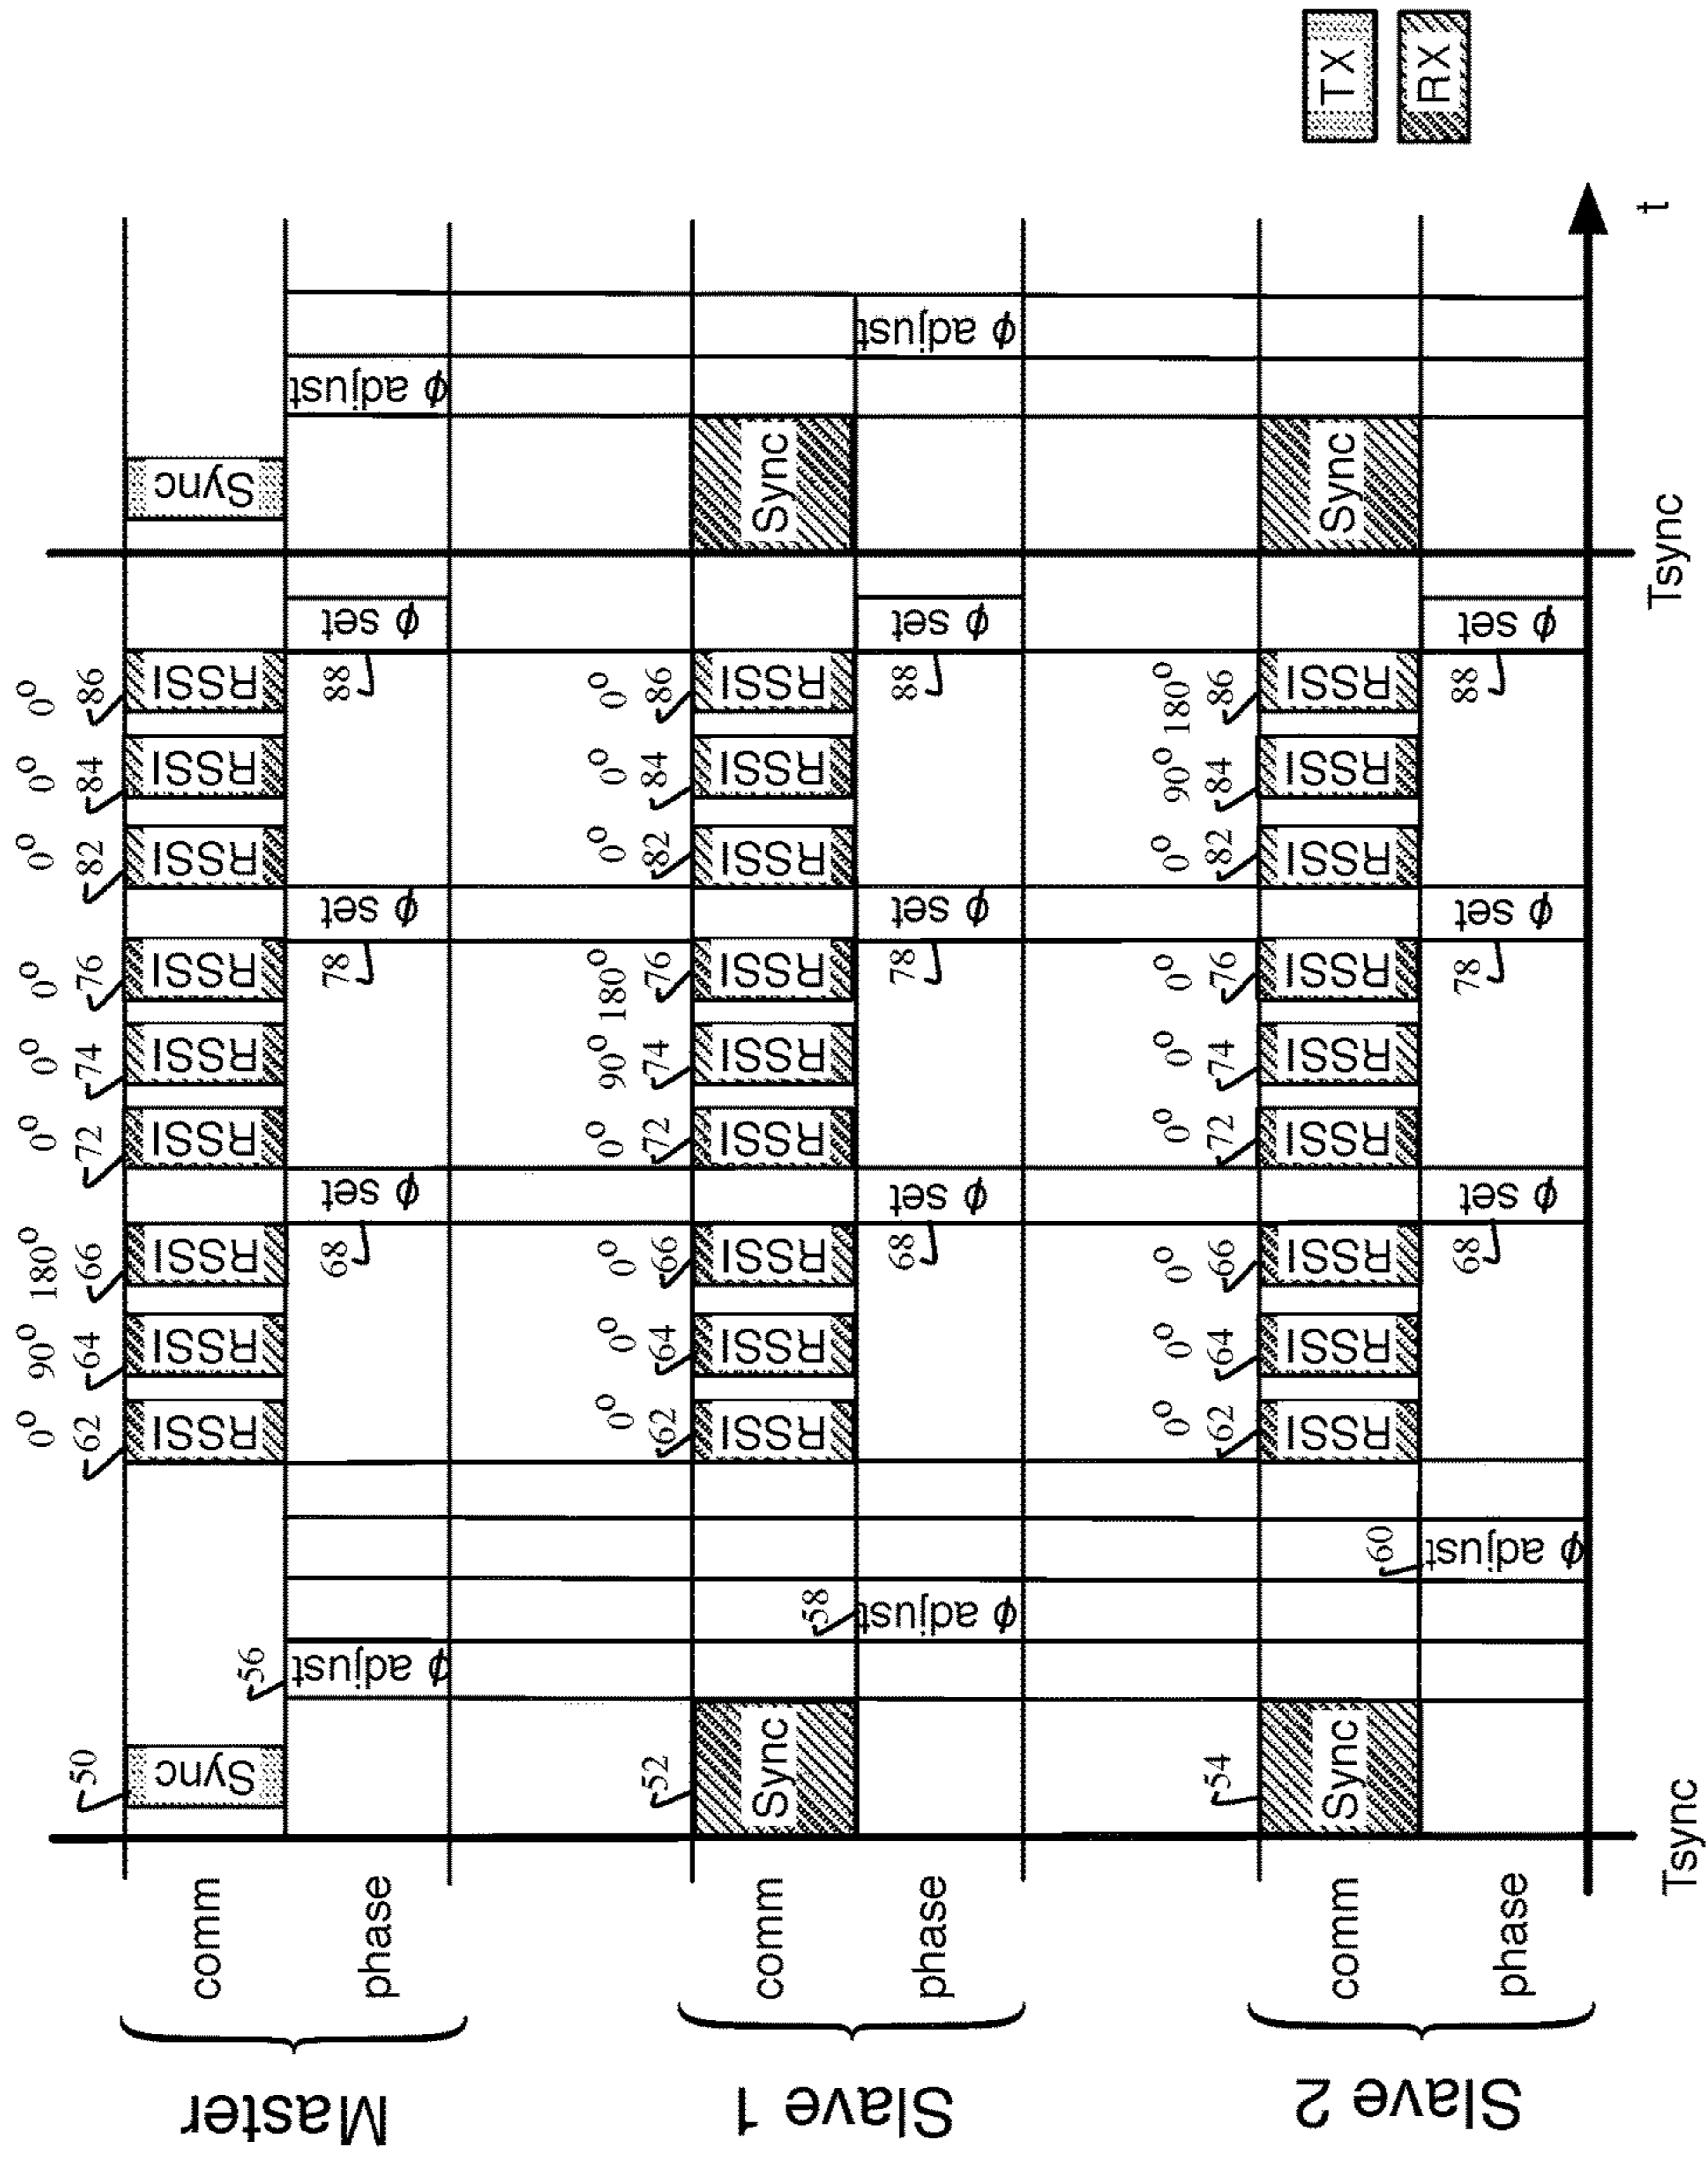 Master
comm
50
Sync
0° 90° 180° 0° 0° 0° 0° 0° 0°
62 64 66 72 74 76 82 84 86
RSSI RSSI RSSI RSSI RSSI RSSI RSSI RSSI RSSI
Sync
phase
56
ϕ adjust
68 ϕ set 78 ϕ set 88 ϕ set
ϕ adjust
Slave 1
comm
52
Sync
0° 0° 0° 0° 90° 180° 0° 0° 0°
62 64 66 72 74 76 82 84 86
RSSI RSSI RSSI RSSI RSSI RSSI RSSI RSSI RSSI
Sync
phase
58
ϕ adjust
68 ϕ set 78 ϕ set 88 ϕ set
ϕ adjust
Slave 2
comm
54
Sync
0° 0° 0° 0° 0° 0° 0° 90° 180°
62 64 66 72 74 76 82 84 86
RSSI RSSI RSSI RSSI RSSI RSSI RSSI RSSI RSSI
Sync
phase
60
ϕ adjust
68 ϕ set 78 ϕ set 88 ϕ set
Tsync
Tsync
t
TX
RX